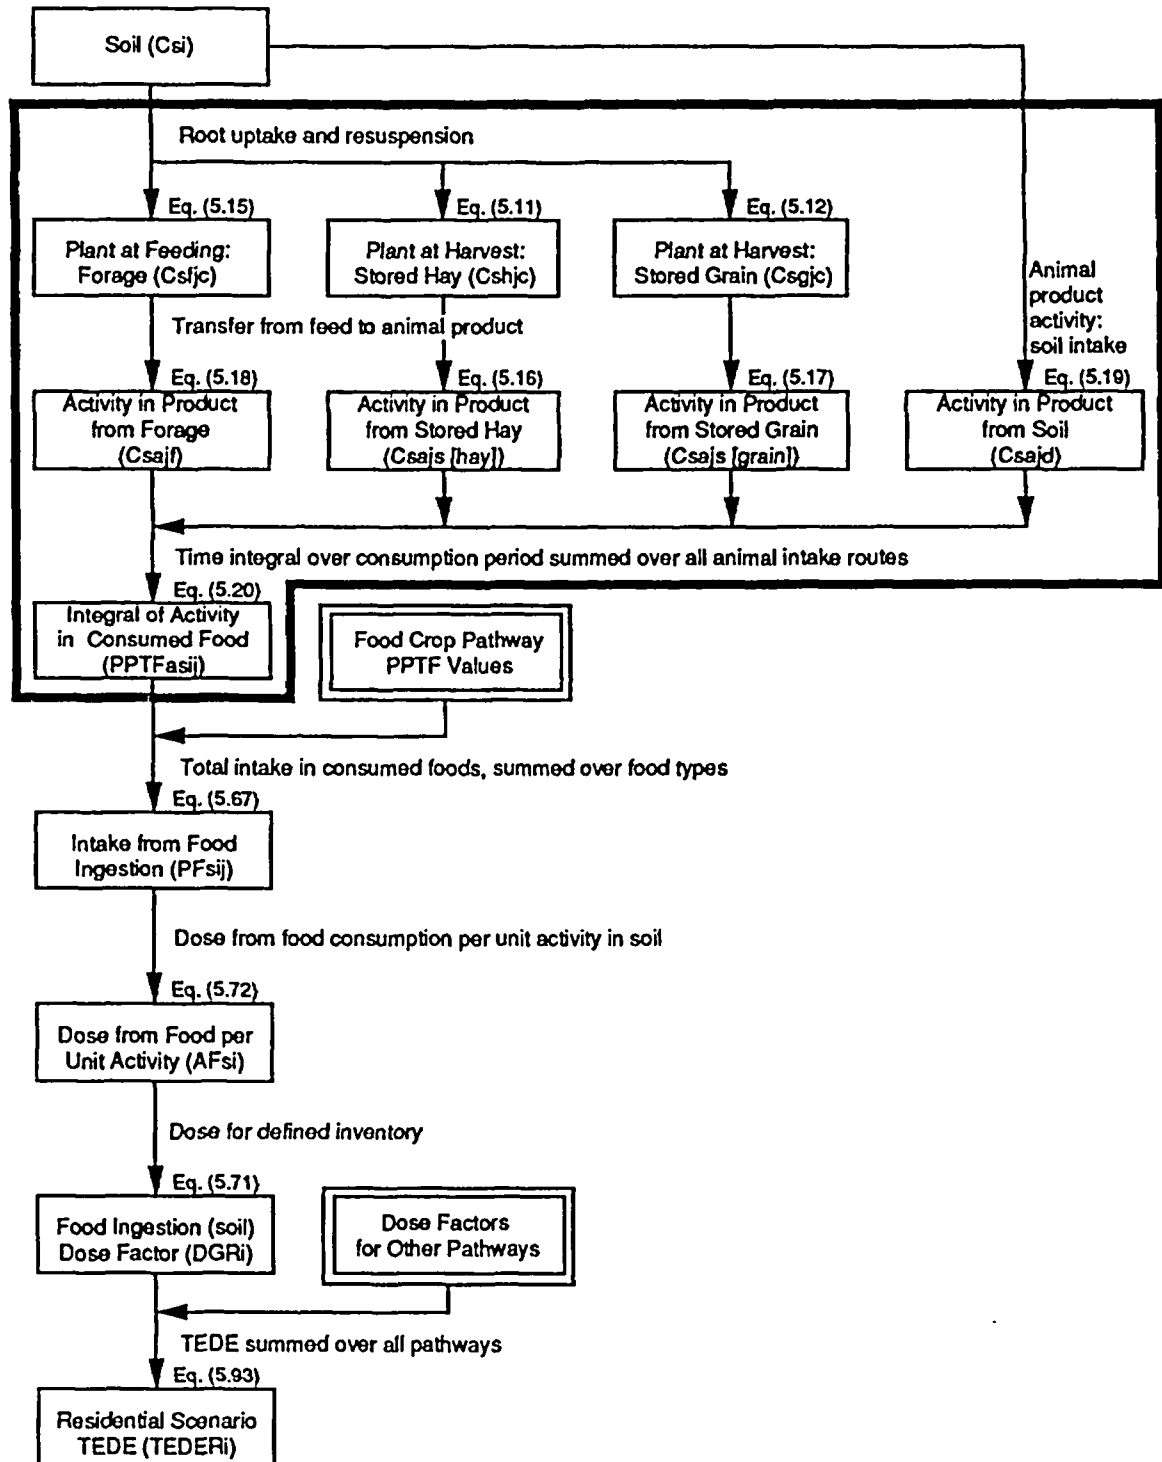 Soil (Csi)
Root uptake and resuspension
Eq. (5.15)
Eq. (5.11)
Eq. (5.12)
Plant at Feeding:
Forage (Csfjc)
Plant at Harvest:
Stored Hay (Cshjc)
Plant at Harvest:
Stored Grain (Csgjc)
Animal
product
activity:
soil intake
Transfer from feed to animal product
Eq. (5.18)
Eq. (5.16)
Eq. (5.17)
Eq. (5.19)
Activity in Product
from Forage
(Csajf)
Activity in Product
from Stored Hay
(Csajs [hay])
Activity in Product
from Stored Grain
(Csajs [grain])
Activity in Product
from Soil
(Csajd)
Time integral over consumption period summed over all animal intake routes
Eq. (5.20)
Integral of Activity
in Consumed Food
(PPTFasij)
Food Crop Pathway
PPTF Values
Total intake in consumed foods, summed over food types
Eq. (5.67)
Intake from Food
Ingestion (PFsij)
Dose from food consumption per unit activity in soil
Eq. (5.72)
Dose from Food per
Unit Activity (AFsi)
Dose for defined inventory
Eq. (5.71)
Food Ingestion (soil)
Dose Factor (DGRi)
Dose Factors
for Other Pathways
TEDE summed over all pathways
Eq. (5.93)
Residential Scenario
TEDE (TEDERi)